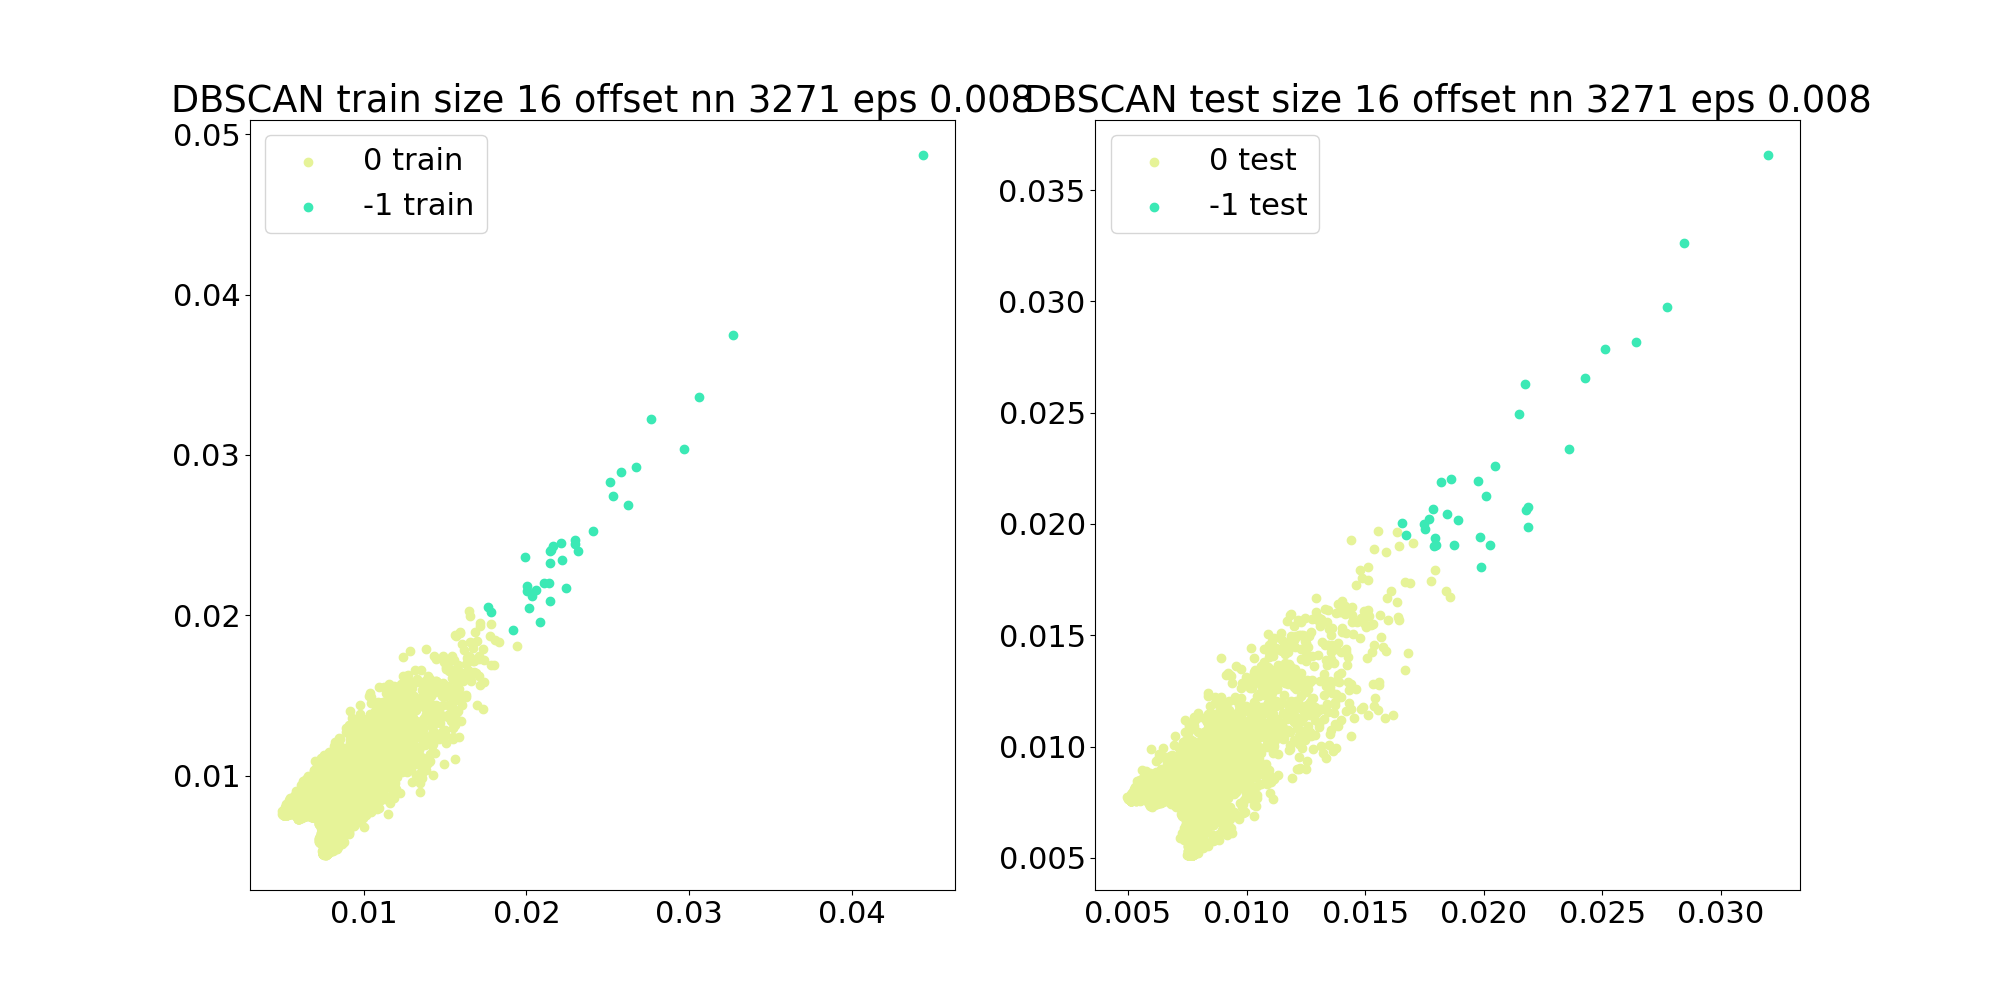 DBSCAN train size 16 offset nn 3271 eps 0.008
0.05
0.04
0.03
0.02
0.01
0 train
-1 train
0.01 0.02 0.03 0.04
DBSCAN test size 16 offset nn 3271 eps 0.008
0.035
0.030
0.025
0.020
0.015
0.010
0.005
0 test
-1 test
0.005 0.010 0.015 0.020 0.025 0.030